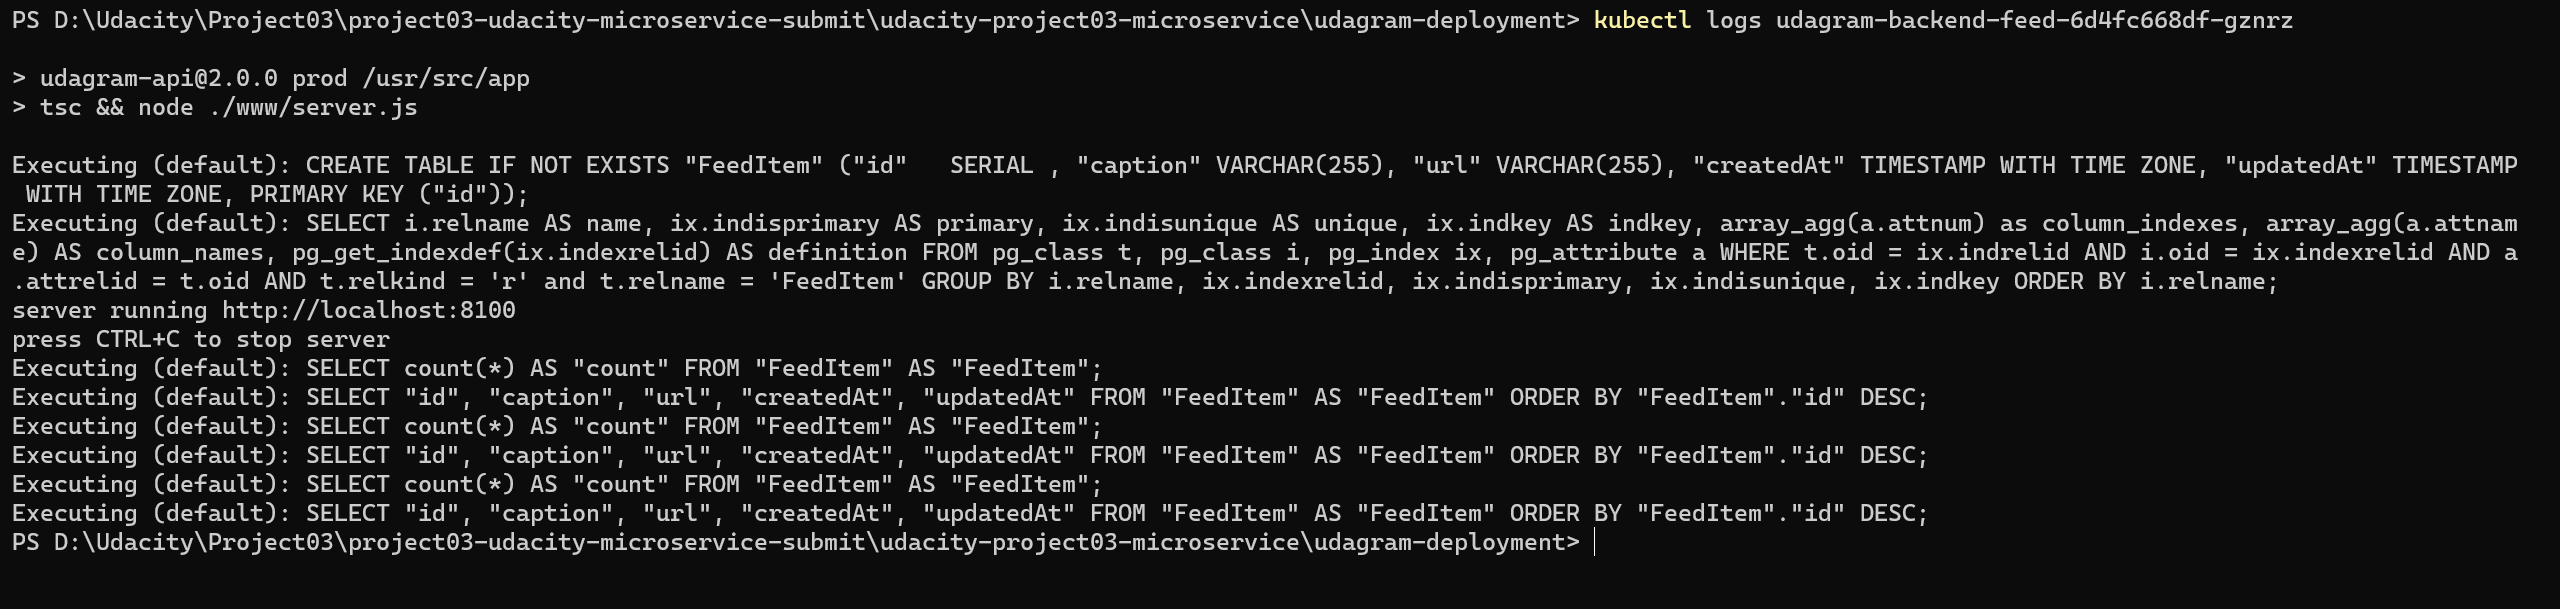 PS D:\Udacity\Project03\project03-udacity-microservice-submit\udacity-project03-microservice\udagram-deployment> kubectl logs udagram-backend-feed-6d4fc668df-gznrz
> udagram-api@2.0.0 prod /usr/src/app
> tsc && node ./www/server.js
Executing (default): CREATE TABLE IF NOT EXISTS "FeedItem" ("id"   SERIAL , "caption" VARCHAR(255), "url" VARCHAR(255), "createdAt" TIMESTAMP WITH TIME ZONE, "updatedAt" TIMESTAMP
 WITH TIME ZONE, PRIMARY KEY ("id"));
Executing (default): SELECT i.relname AS name, ix.indisprimary AS primary, ix.indisunique AS unique, ix.indkey AS indkey, array_agg(a.attnum) as column_indexes, array_agg(a.attnam
e) AS column_names, pg_get_indexdef(ix.indexrelid) AS definition FROM pg_class t, pg_class i, pg_index ix, pg_attribute a WHERE t.oid = ix.indrelid AND i.oid = ix.indexrelid AND a
.attrelid = t.oid AND t.relkind = 'r' and t.relname = 'FeedItem' GROUP BY i.relname, ix.indexrelid, ix.indisprimary, ix.indisunique, ix.indkey ORDER BY i.relname;
server running http://localhost:8100
press CTRL+C to stop server
Executing (default): SELECT count(*) AS "count" FROM "FeedItem" AS "FeedItem";
Executing (default): SELECT "id", "caption", "url", "createdAt", "updatedAt" FROM "FeedItem" AS "FeedItem" ORDER BY "FeedItem"."id" DESC;
Executing (default): SELECT count(*) AS "count" FROM "FeedItem" AS "FeedItem";
Executing (default): SELECT "id", "caption", "url", "createdAt", "updatedAt" FROM "FeedItem" AS "FeedItem" ORDER BY "FeedItem"."id" DESC;
Executing (default): SELECT count(*) AS "count" FROM "FeedItem" AS "FeedItem";
Executing (default): SELECT "id", "caption", "url", "createdAt", "updatedAt" FROM "FeedItem" AS "FeedItem" ORDER BY "FeedItem"."id" DESC;
PS D:\Udacity\Project03\project03-udacity-microservice-submit\udacity-project03-microservice\udagram-deployment>